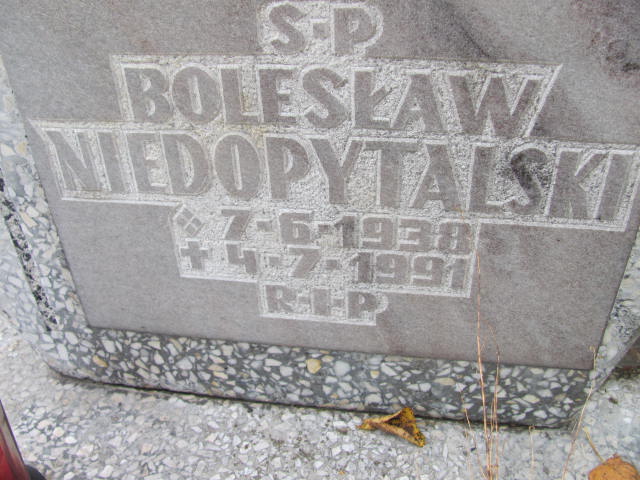 S-P
BOLESŁAW
NIEDOPYTALSKI
7-6-1938
4-7-1991
R-I-P